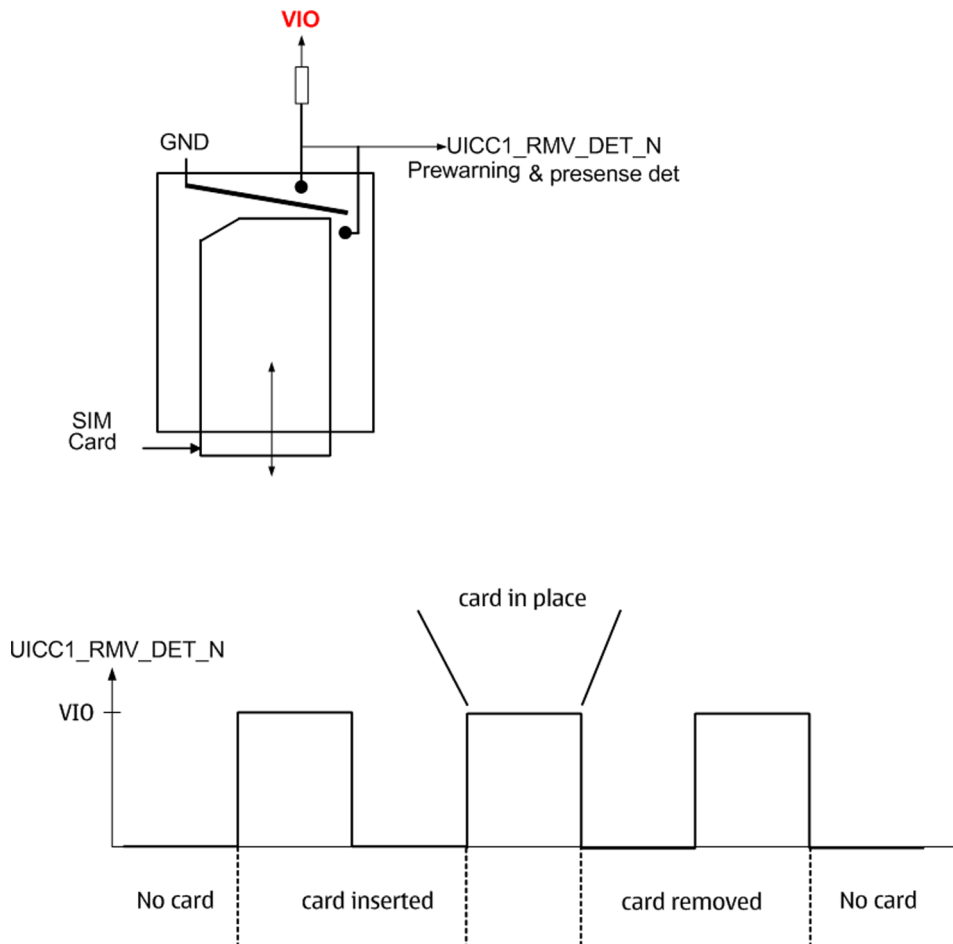 VIO
GND
UICC1_RMV_DET_N
Prewarning & presense det
SIM
Card
card in place
UICC1_RMV_DET_N
VIO
No card
card inserted
card removed
No card